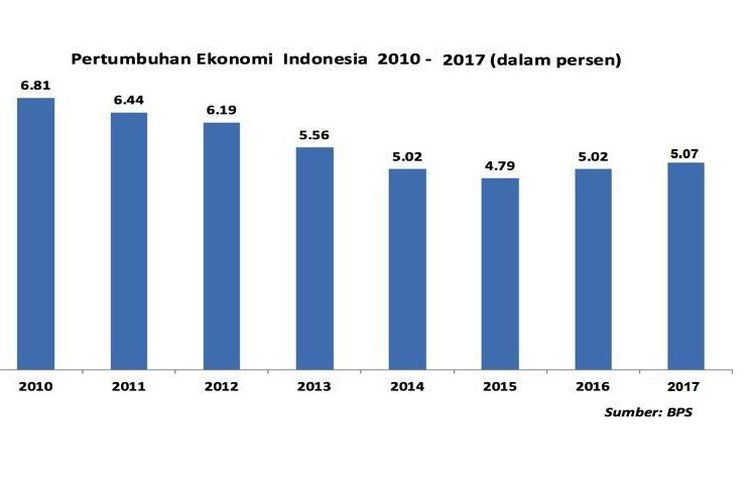 Pertumbuhan Ekonomi Indonesia 2010 - 2017 (dalam persen)
6.81
6.44
6.19
5.56
5.02
4.79
5.02
5.07
2010 2011 2012 2013 2014 2015 2016 2017
Sumber: BPS